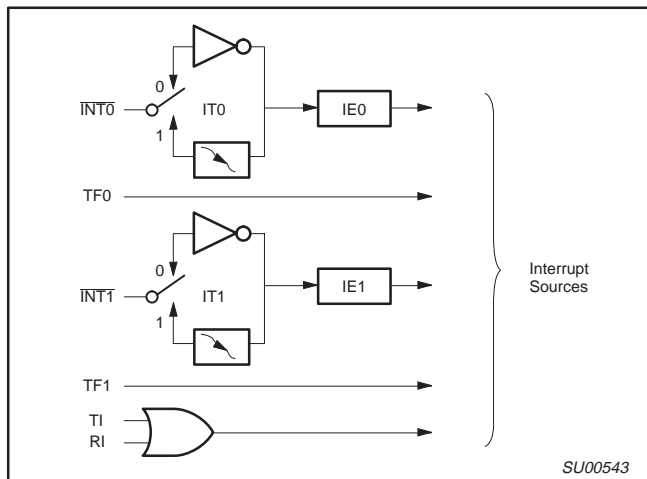 0
INT0
IT0
IE0
1
TF0
0
INT1
IT1
IE1
1
Interrupt
Sources
TF1
TI
RI
SU00543